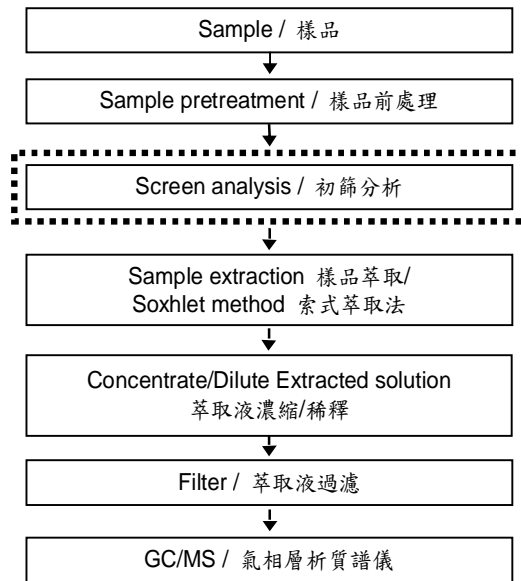 Sample / 樣品
Sample pretreatment / 樣品前處理
Screen analysis / 初篩分析
Sample extraction 樣品萃取/
Soxhlet method 索式萃取法
Concentrate/Dilute Extracted solution
萃取液濃縮/稀釋
Filter / 萃取液過濾
GC/MS / 氣相層析質譜儀